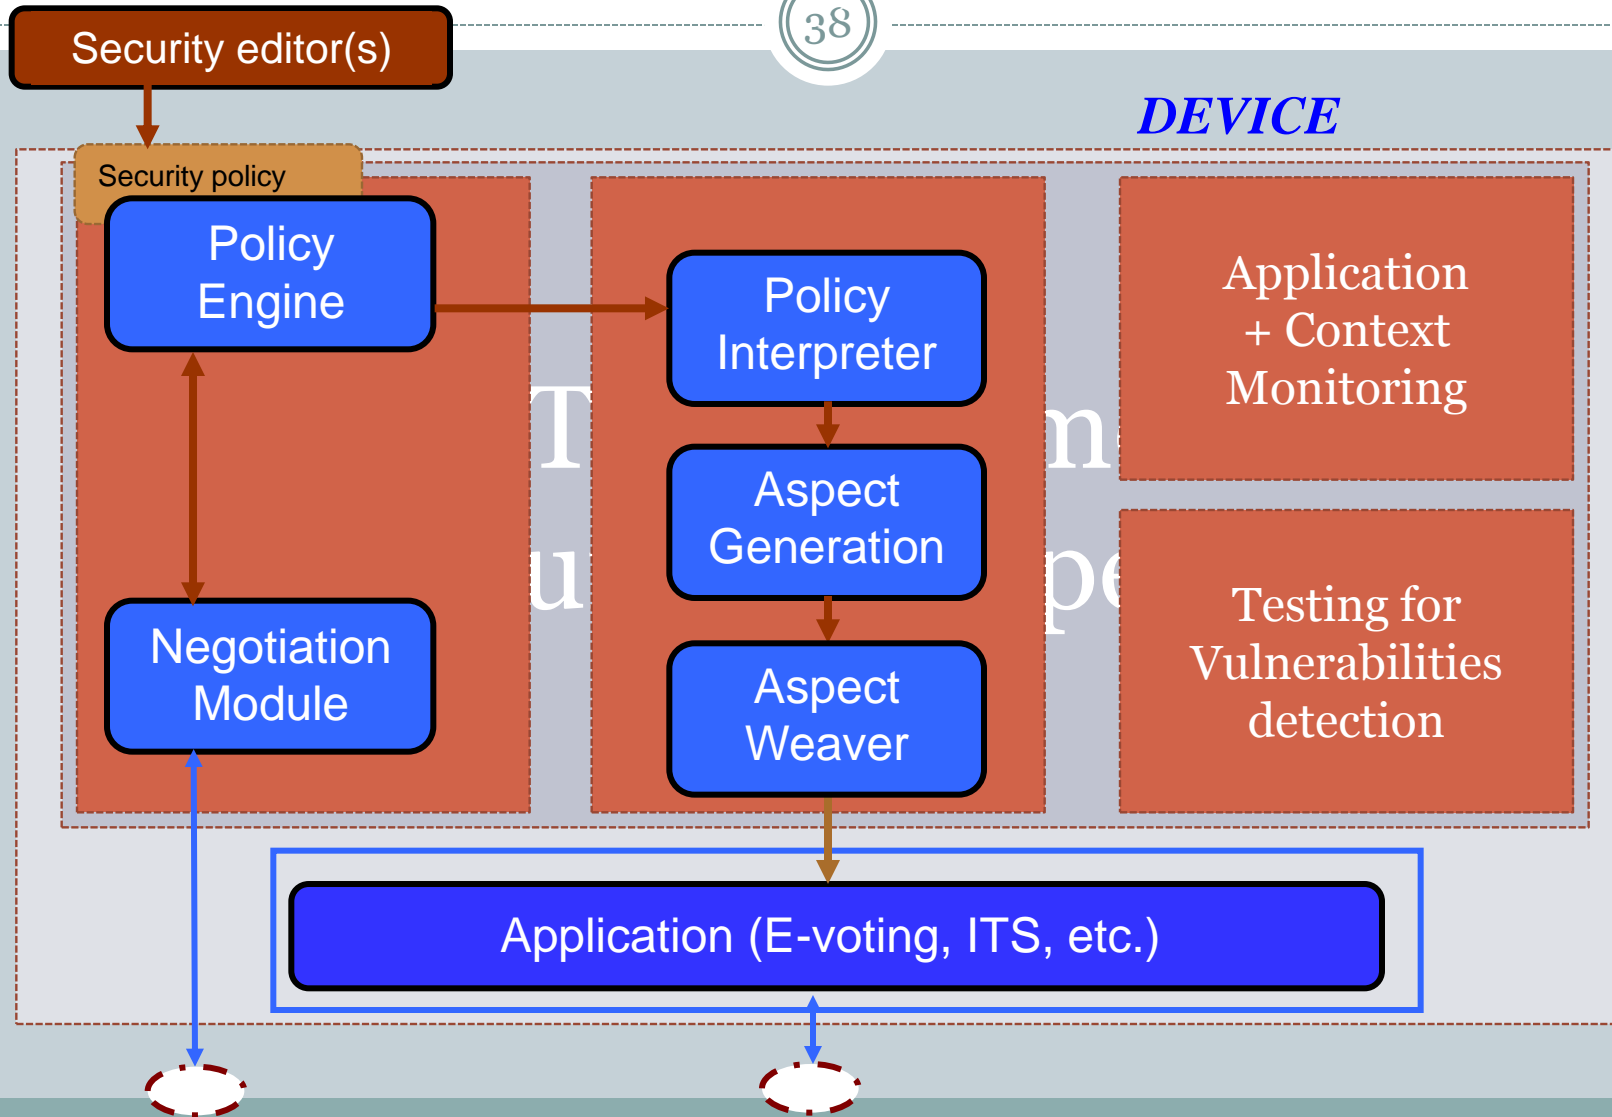 38
Security editor(s)
DEVICE
Security policy
Policy
Engine
Negotiation
Module
Policy
Interpreter
Aspect
Generation
Aspect
Weaver
Application
+ Context
Monitoring
Testing for
Vulnerabilities
detection
Application (E-voting, ITS, etc.)